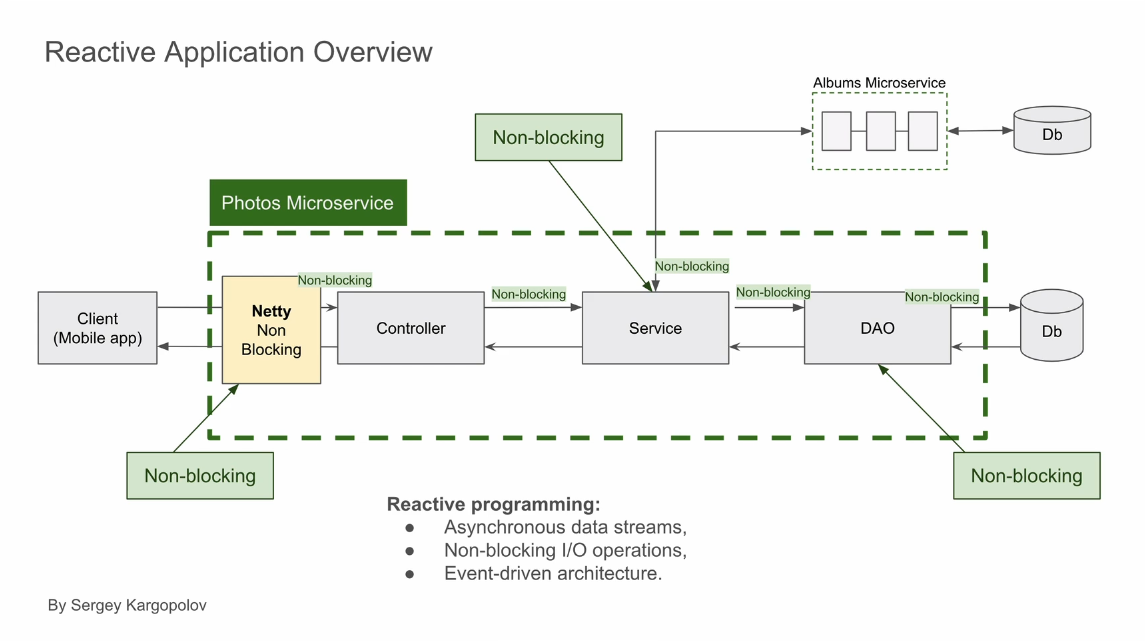 Reactive Application Overview
Albums Microservice
Db
Non-blocking
Photos Microservice
Non-blocking
Non-blocking
Non-blocking
Non-blocking
Non-blocking
Client
(Mobile app)
Netty
Non
Blocking
Controller
Service
DAO
Db
Non-blocking
Non-blocking
Reactive programming:
● Asynchronous data streams,
● Non-blocking I/O operations,
● Event-driven architecture.
By Sergey Kargopolov